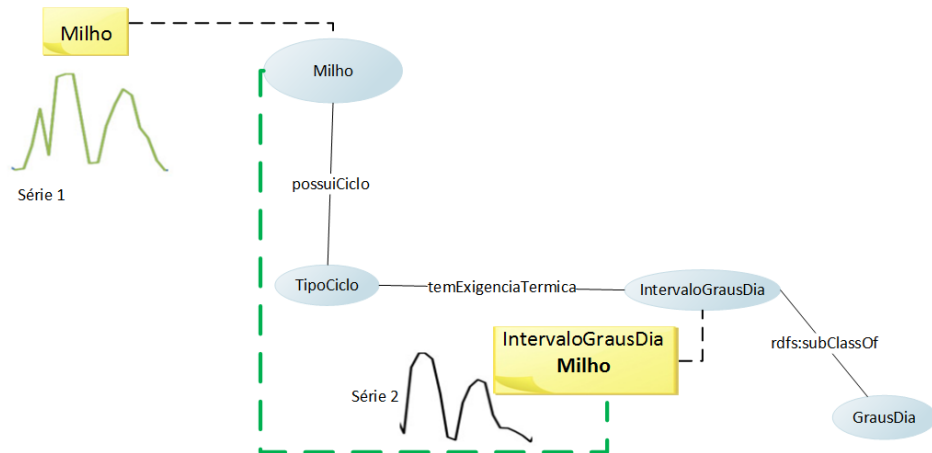 Milho
Milho
Série 1
possuiCiclo
TipoCiclo
temExigenciaTermica
IntervaloGrausDia
IntervaloGrausDia
Milho
rdfs:subClassOf
Série 2
GrausDia